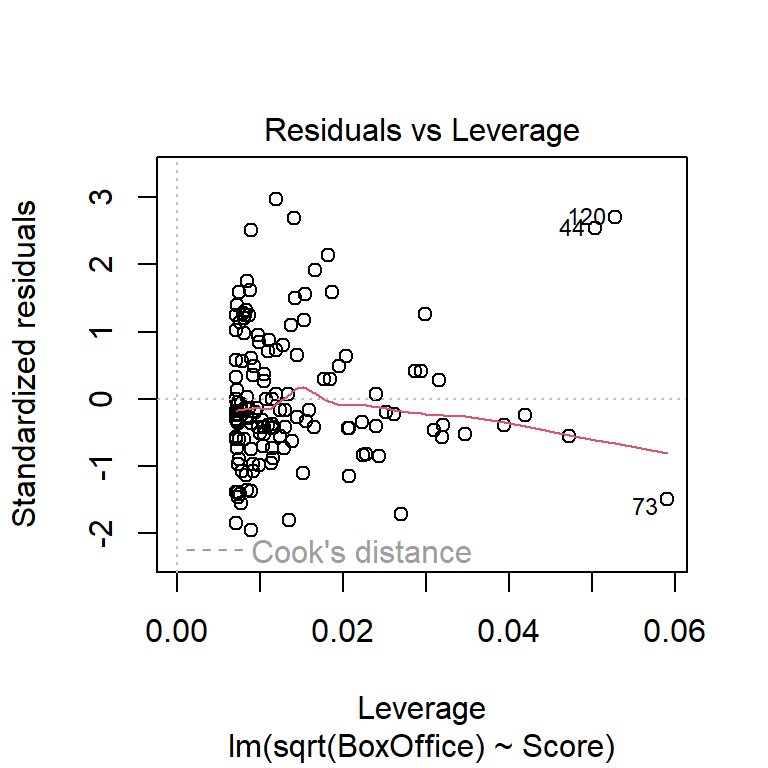 Residuals vs Leverage
Standardized residuals
3
2
1
0
-1
-2
120
44
73
Cook's distance
0.00
0.02
0.04
0.06
Leverage
lm(sqrt(BoxOffice) ~ Score)